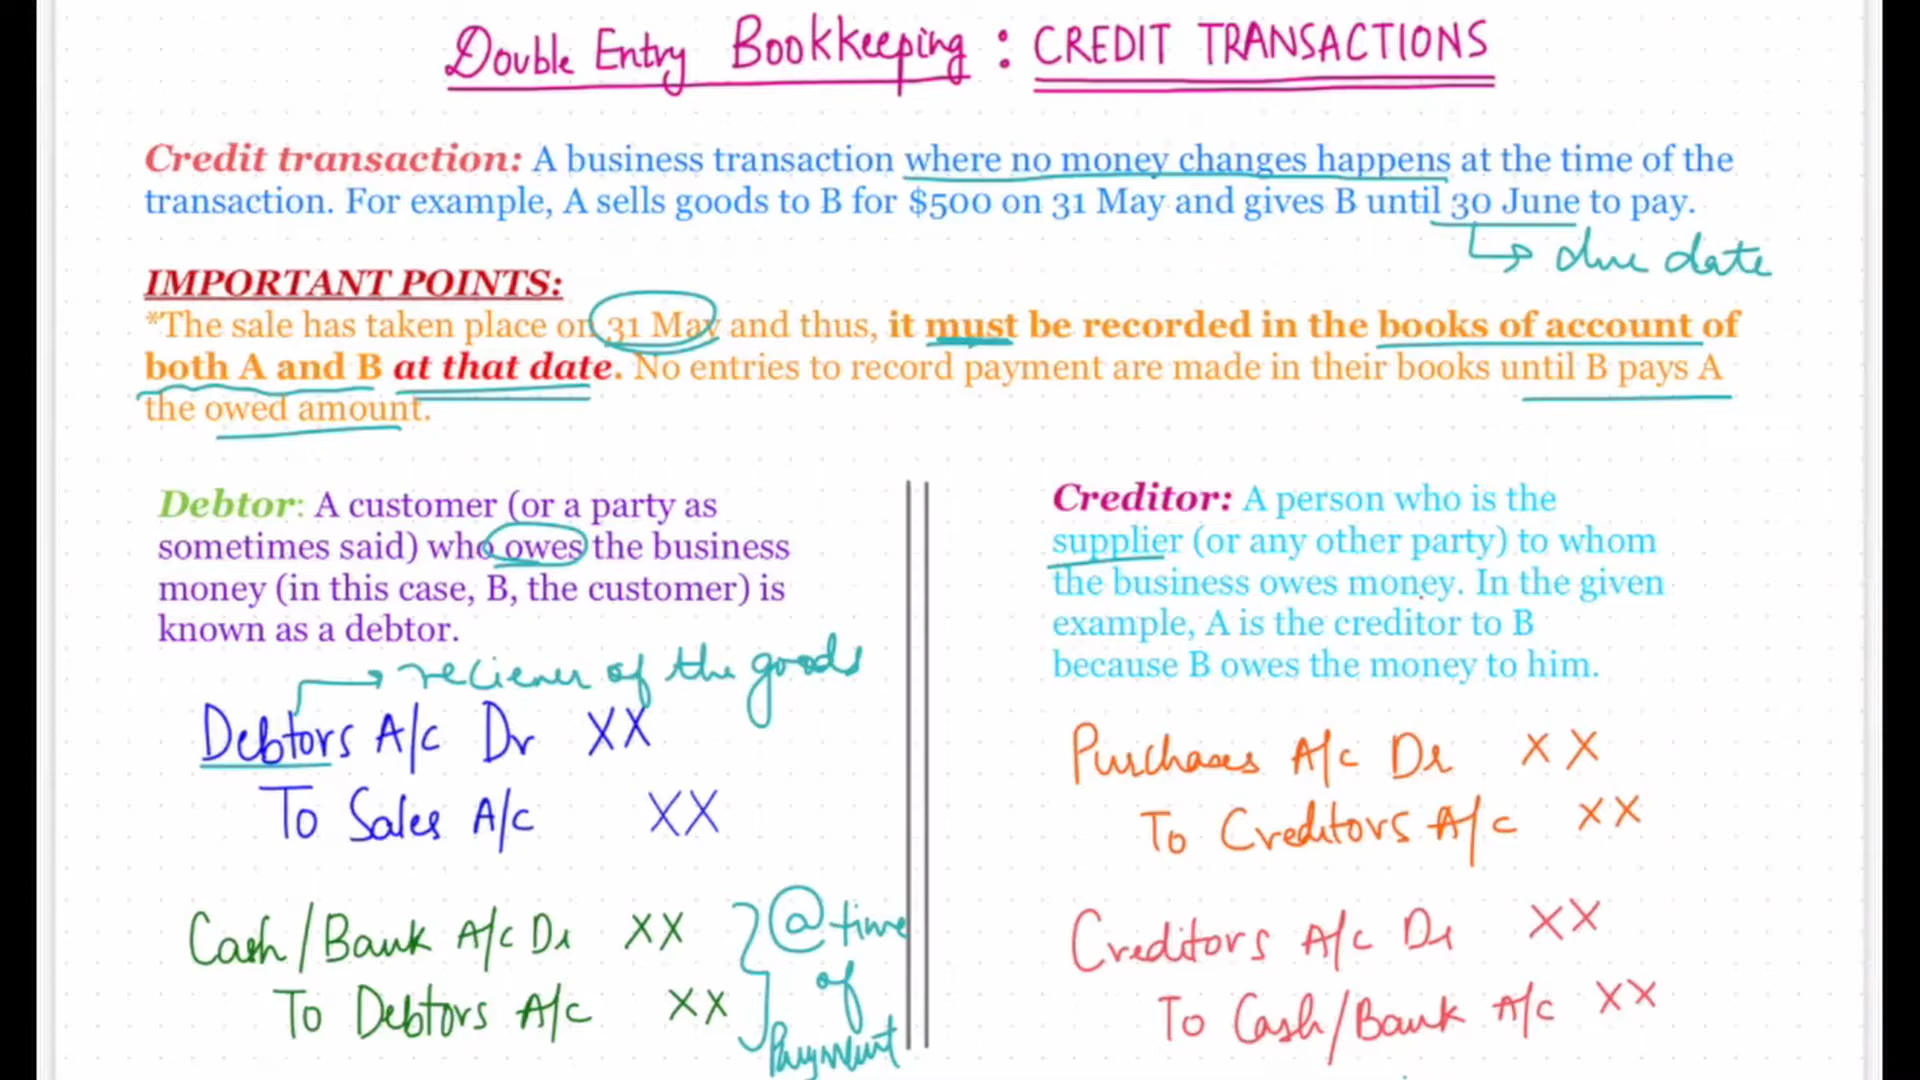 Double Entry Bookkeeping : CREDIT TRANSACTIONS
Credit transaction: A business transaction where no money changes happens at the time of the
transaction. For example, A sells goods to B for $500 on 31 May and gives B until 30 June to pay.
due date
IMPORTANT POINTS:
*The sale has taken place on 31 May and thus, it must be recorded in the books of account of
both A and B at that date. No entries to record payment are made in their books until B pays A
the owed amount.
Debtor: A customer (or a party as
sometimes said) who owes the business
money (in this case, B, the customer) is
known as a debtor.
reciever of the goods
Debtors A/c Dr XX
To Sales A/c XX
Cash/Bank A/c Dr XX
To Debtors A/c XX
@ time
of
Payment
Creditor: A person who is the
supplier (or any other party) to whom
the business owes money. In the given
example, A is the creditor to B
because B owes the money to him.
Purchases A/c Dr XX
To Creditors A/c XX
Creditors A/c Dr XX
To Cash/Bank A/c XX